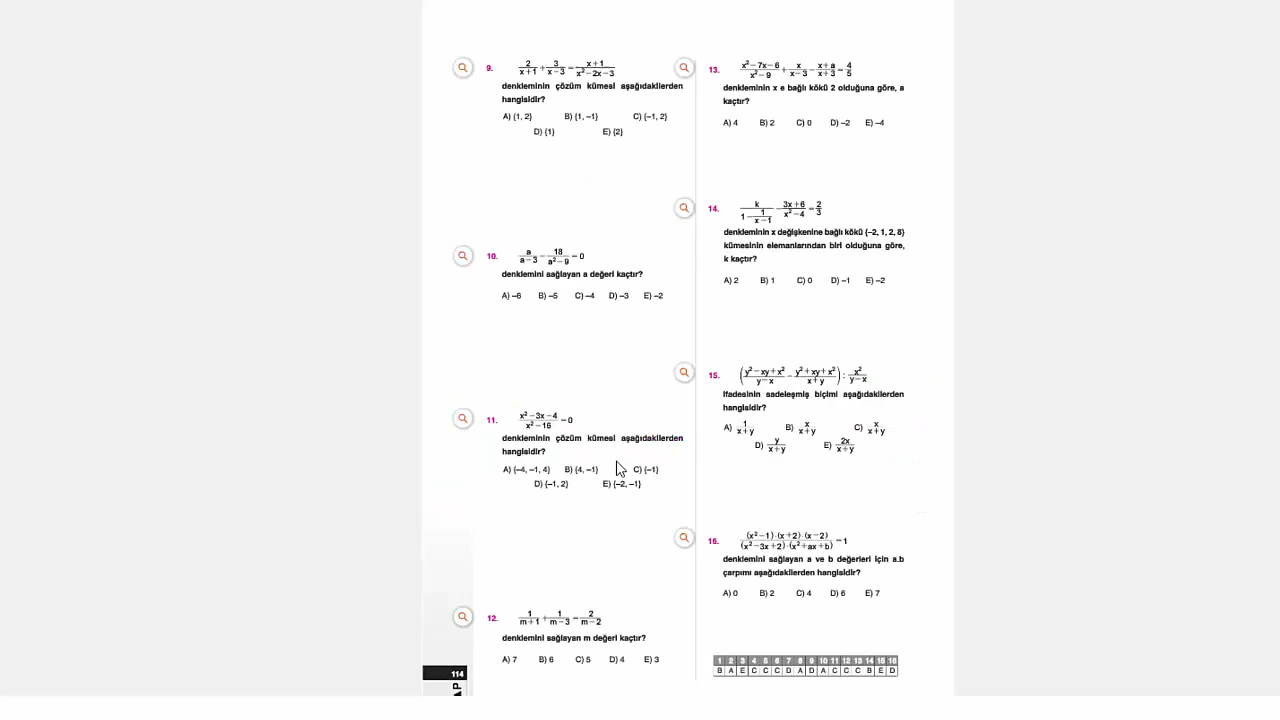 9. 2/(x+1) + 3/(x−3) = (x+1)/(x²−2x−3)
denkleminin çözüm kümesi aşağıdakilerden
hangisidir?
A) {1, 2} B) {1, −1} C) {−1, 2}
D) {1} E) {2}
10. a/(a−3) − 18/(a²−9) = 0
denklemini sağlayan a değeri kaçtır?
A) −6 B) −5 C) −4 D) −3 E) −2
11. (x²−3x−4)/(x²−16) = 0
denkleminin çözüm kümesi aşağıdakilerden
hangisidir?
A) {−4, −1, 4} B) {4, −1} C) {−1}
D) {−1, 2} E) {−2, −1}
12. 1/(m+1) + 1/(m−3) = 2/(m−2)
denklemini sağlayan m değeri kaçtır?
A) 7 B) 6 C) 5 D) 4 E) 3
114
AP
13. (x²−7x−6)/(x²−9) + x/(x−3) − (x+a)/(x+3) = 4/5
denkleminin x e bağlı kökü 2 olduğuna göre, a
kaçtır?
A) 4 B) 2 C) 0 D) −2 E) −4
14. k/(1 − 1/(x−1)) − (3x+6)/(x²−4) = 2/3
denkleminin x değişkenine bağlı kökü {−2, 1, 2, 8}
kümesinin elemanlarından biri olduğuna göre,
k kaçtır?
A) 2 B) 1 C) 0 D) −1 E) −2
15. ((y²−xy+x²)/(y−x) − (y²+xy+x²)/(x+y)) : x²/(y−x)
ifadesinin sadeleşmiş biçimi aşağıdakilerden
hangisidir?
A) 1/(x+y) B) x/(x+y) C) x/(x+y)
D) y/(x+y) E) 2x/(x+y)
16. (x²−1)·(x+2)·(x−2)/(x²−3x+2)·(x²+ax+b) = 1
denklemini sağlayan a ve b değerleri için a.b
çarpımı aşağıdakilerden hangisidir?
A) 0 B) 2 C) 4 D) 6 E) 7
1 2 3 4 5 6 7 8 9 10 11 12 13 14 15 16
B A E C C C D A D A C C C B E D